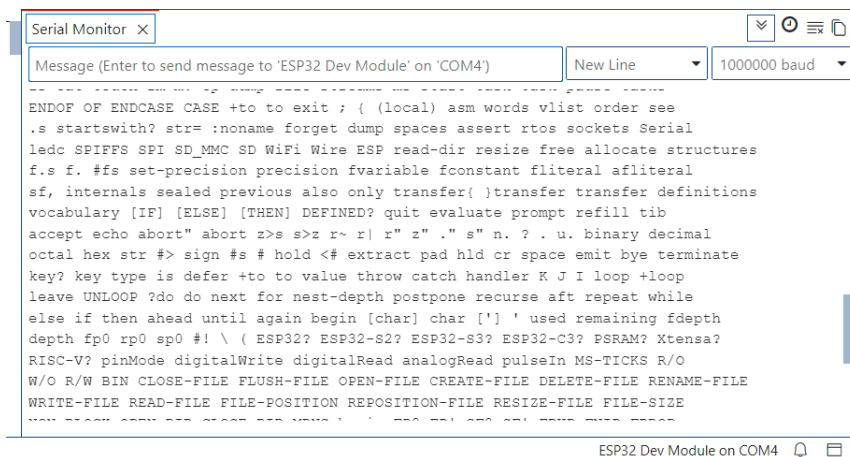 Serial Monitor ×
Message (Enter to send message to 'ESP32 Dev Module' on 'COM4')
New Line
1000000 baud
ENDOF OF ENDCASE CASE +to to exit ; { (local) asm words vlist order see
.s startswith? str= :noname forget dump spaces assert rtos sockets Serial
ledc SPIFFS SPI SD_MMC SD WiFi Wire ESP read-dir resize free allocate structures
f.s f. #fs set-precision precision fvariable fconstant fliteral afliteral
sf, internals sealed previous also only transfer{ }transfer transfer definitions
vocabulary [IF] [ELSE] [THEN] DEFINED? quit evaluate prompt refill tib
accept echo abort" abort z>s s>z r~ r| r" z" ." s" n. ? . u. binary decimal
octal hex str #> sign #s # hold <# extract pad hld cr space emit bye terminate
key? key type is defer +to to value throw catch handler K J I loop +loop
leave UNLOOP ?do do next for nest-depth postpone recurse aft repeat while
else if then ahead until again begin [char] char ['] ' used remaining fdepth
depth fp0 rp0 sp0 #! \ ( ESP32? ESP32-S2? ESP32-S3? ESP32-C3? PSRAM? Xtensa?
RISC-V? pinMode digitalWrite digitalRead analogRead pulseIn MS-TICKS R/O
W/O R/W BIN CLOSE-FILE FLUSH-FILE OPEN-FILE CREATE-FILE DELETE-FILE RENAME-FILE
WRITE-FILE READ-FILE FILE-POSITION REPOSITION-FILE RESIZE-FILE FILE-SIZE
ESP32 Dev Module on COM4